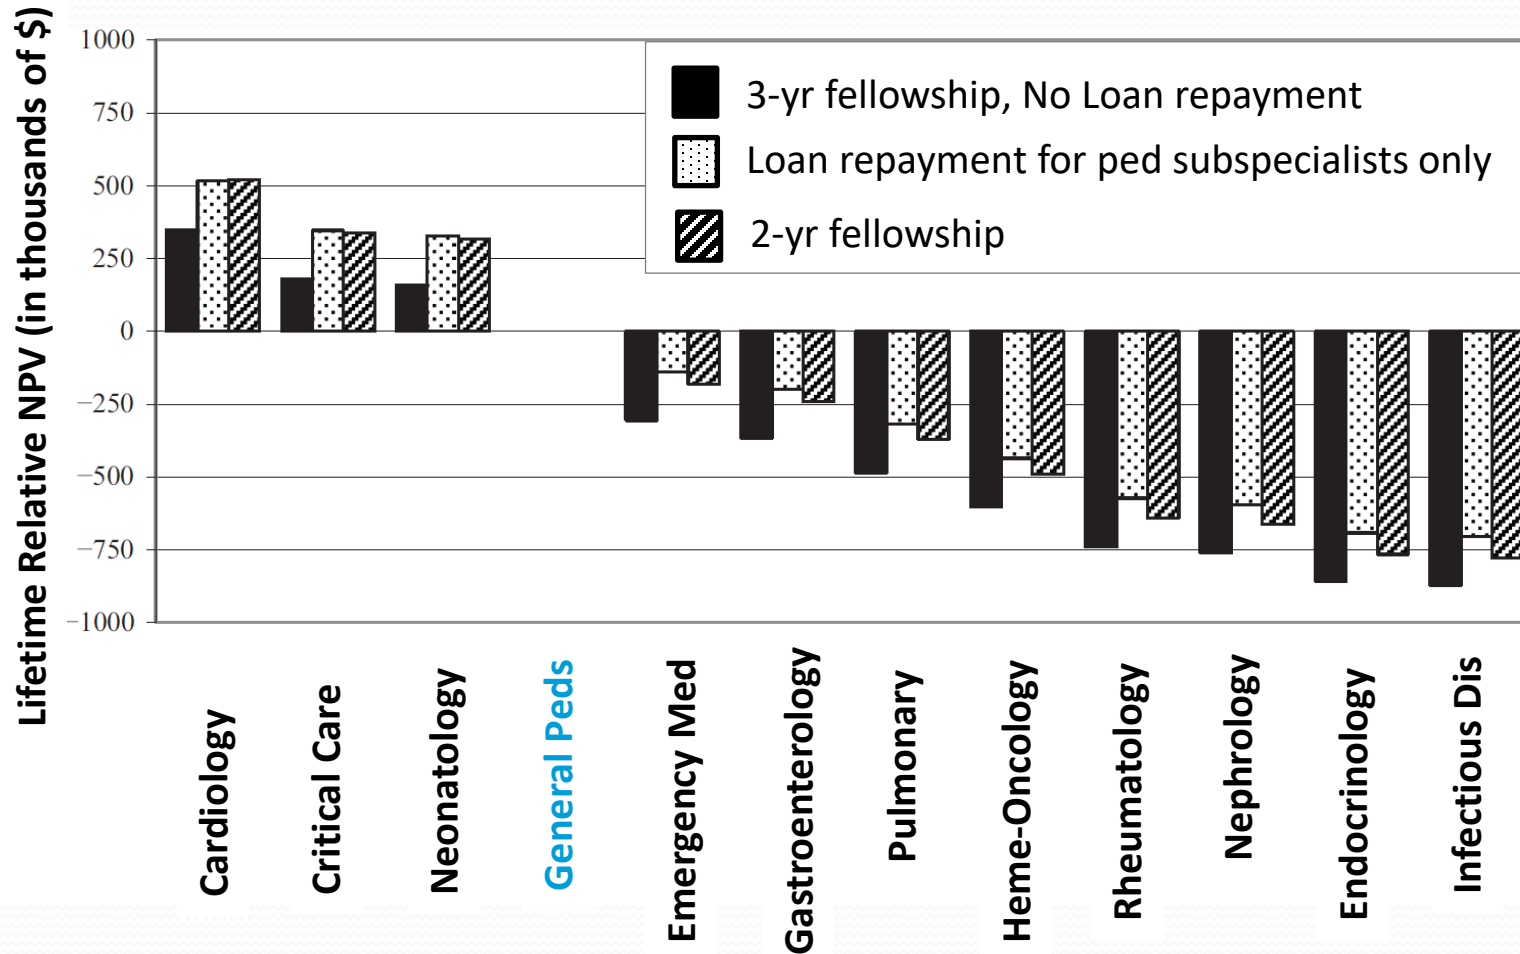 Lifetime Relative NPV (in thousands of $)
1000
750
500
250
0
−250
−500
−750
−1000
3-yr fellowship, No Loan repayment
Loan repayment for ped subspecialists only
2-yr fellowship
Cardiology
Critical Care
Neonatology
General Peds
Emergency Med
Gastroenterology
Pulmonary
Heme-Oncology
Rheumatology
Nephrology
Endocrinology
Infectious Dis